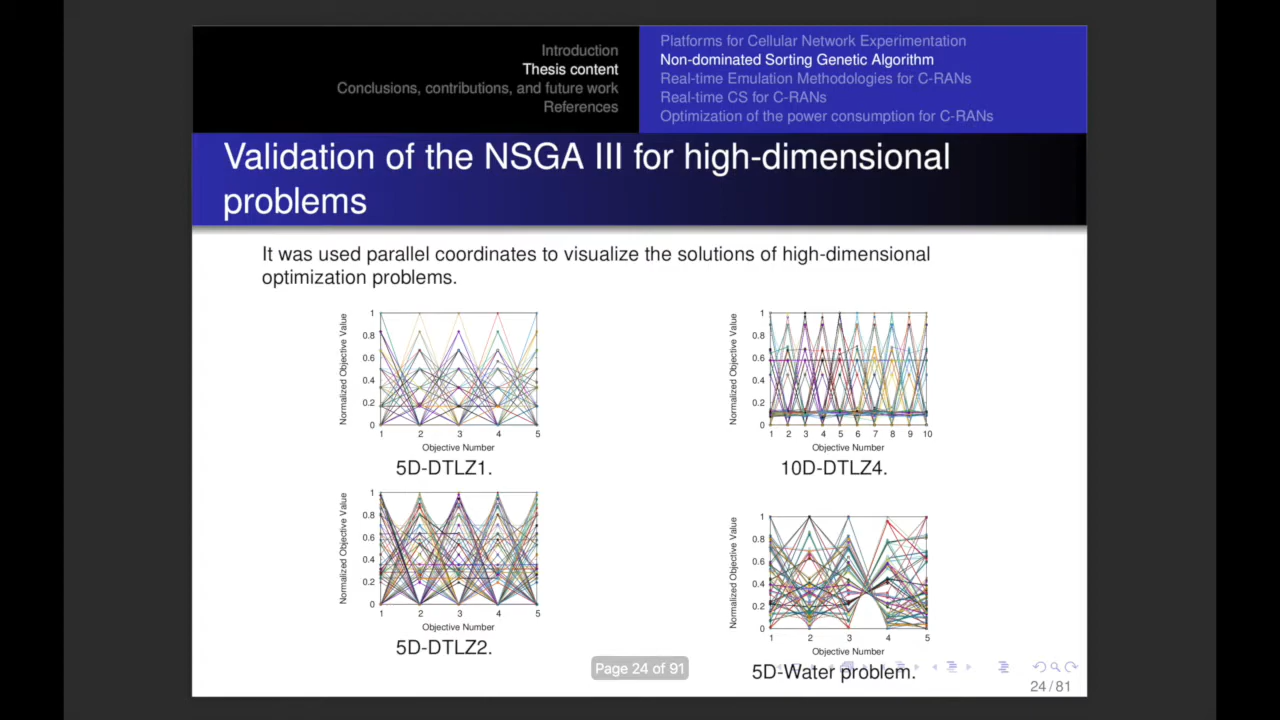 Introduction
Thesis content
Conclusions, contributions, and future work
References
Platforms for Cellular Network Experimentation
Non-dominated Sorting Genetic Algorithm
Real-time Emulation Methodologies for C-RANs
Real-time CS for C-RANs
Optimization of the power consumption for C-RANs
Validation of the NSGA III for high-dimensional
problems
It was used parallel coordinates to visualize the solutions of high-dimensional
optimization problems.
Normalized Objective Value
1
0.8
0.6
0.4
0.2
0
1 2 3 4 5
Objective Number
5D-DTLZ1.
Normalized Objective Value
1
0.8
0.6
0.4
0.2
0
1 2 3 4 5 6 7 8 9 10
Objective Number
10D-DTLZ4.
Normalized Objective Value
1
0.8
0.6
0.4
0.2
0
1 2 3 4 5
Objective Number
5D-DTLZ2.
Normalized Objective Value
1
0.8
0.6
0.4
0.2
0
1 2 3 4 5
Objective Number
5D-Water problem.
Page 24 of 91
24/81